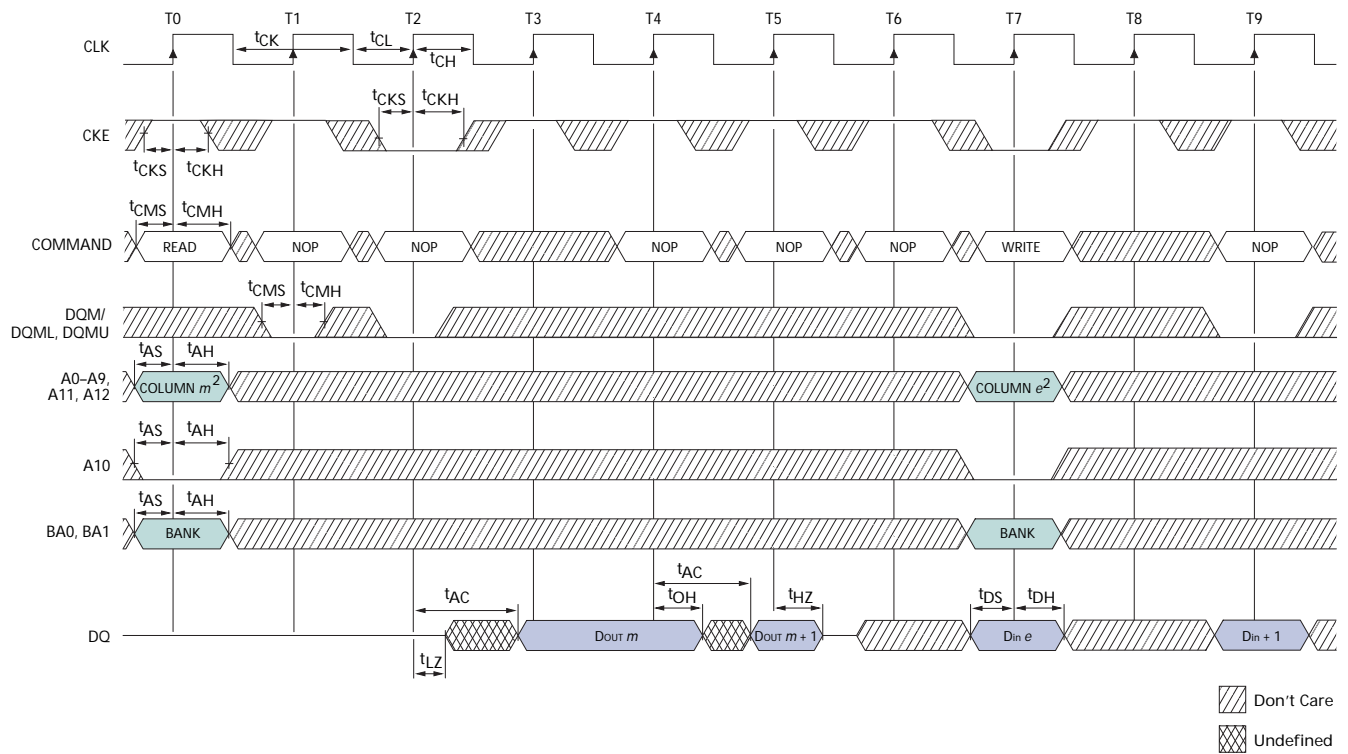 T0 T1 T2 T3 T4 T5 T6 T7 T8 T9
CLK
tCK tCL
tCH
tCKS tCKH
CKE
tCKS tCKH
tCMS tCMH
COMMAND READ NOP NOP NOP NOP NOP WRITE NOP
tCMS tCMH
DQM/
DQML, DQMU
tAS tAH
A0–A9,
A11, A12
COLUMN m² COLUMN e²
tAS tAH
A10
tAS tAH
BA0, BA1 BANK BANK
tAC
tAC tOH tHZ tDS tDH
DQ DOUT m DOUT m + 1 Din e Din + 1
tLZ
Don't Care
Undefined